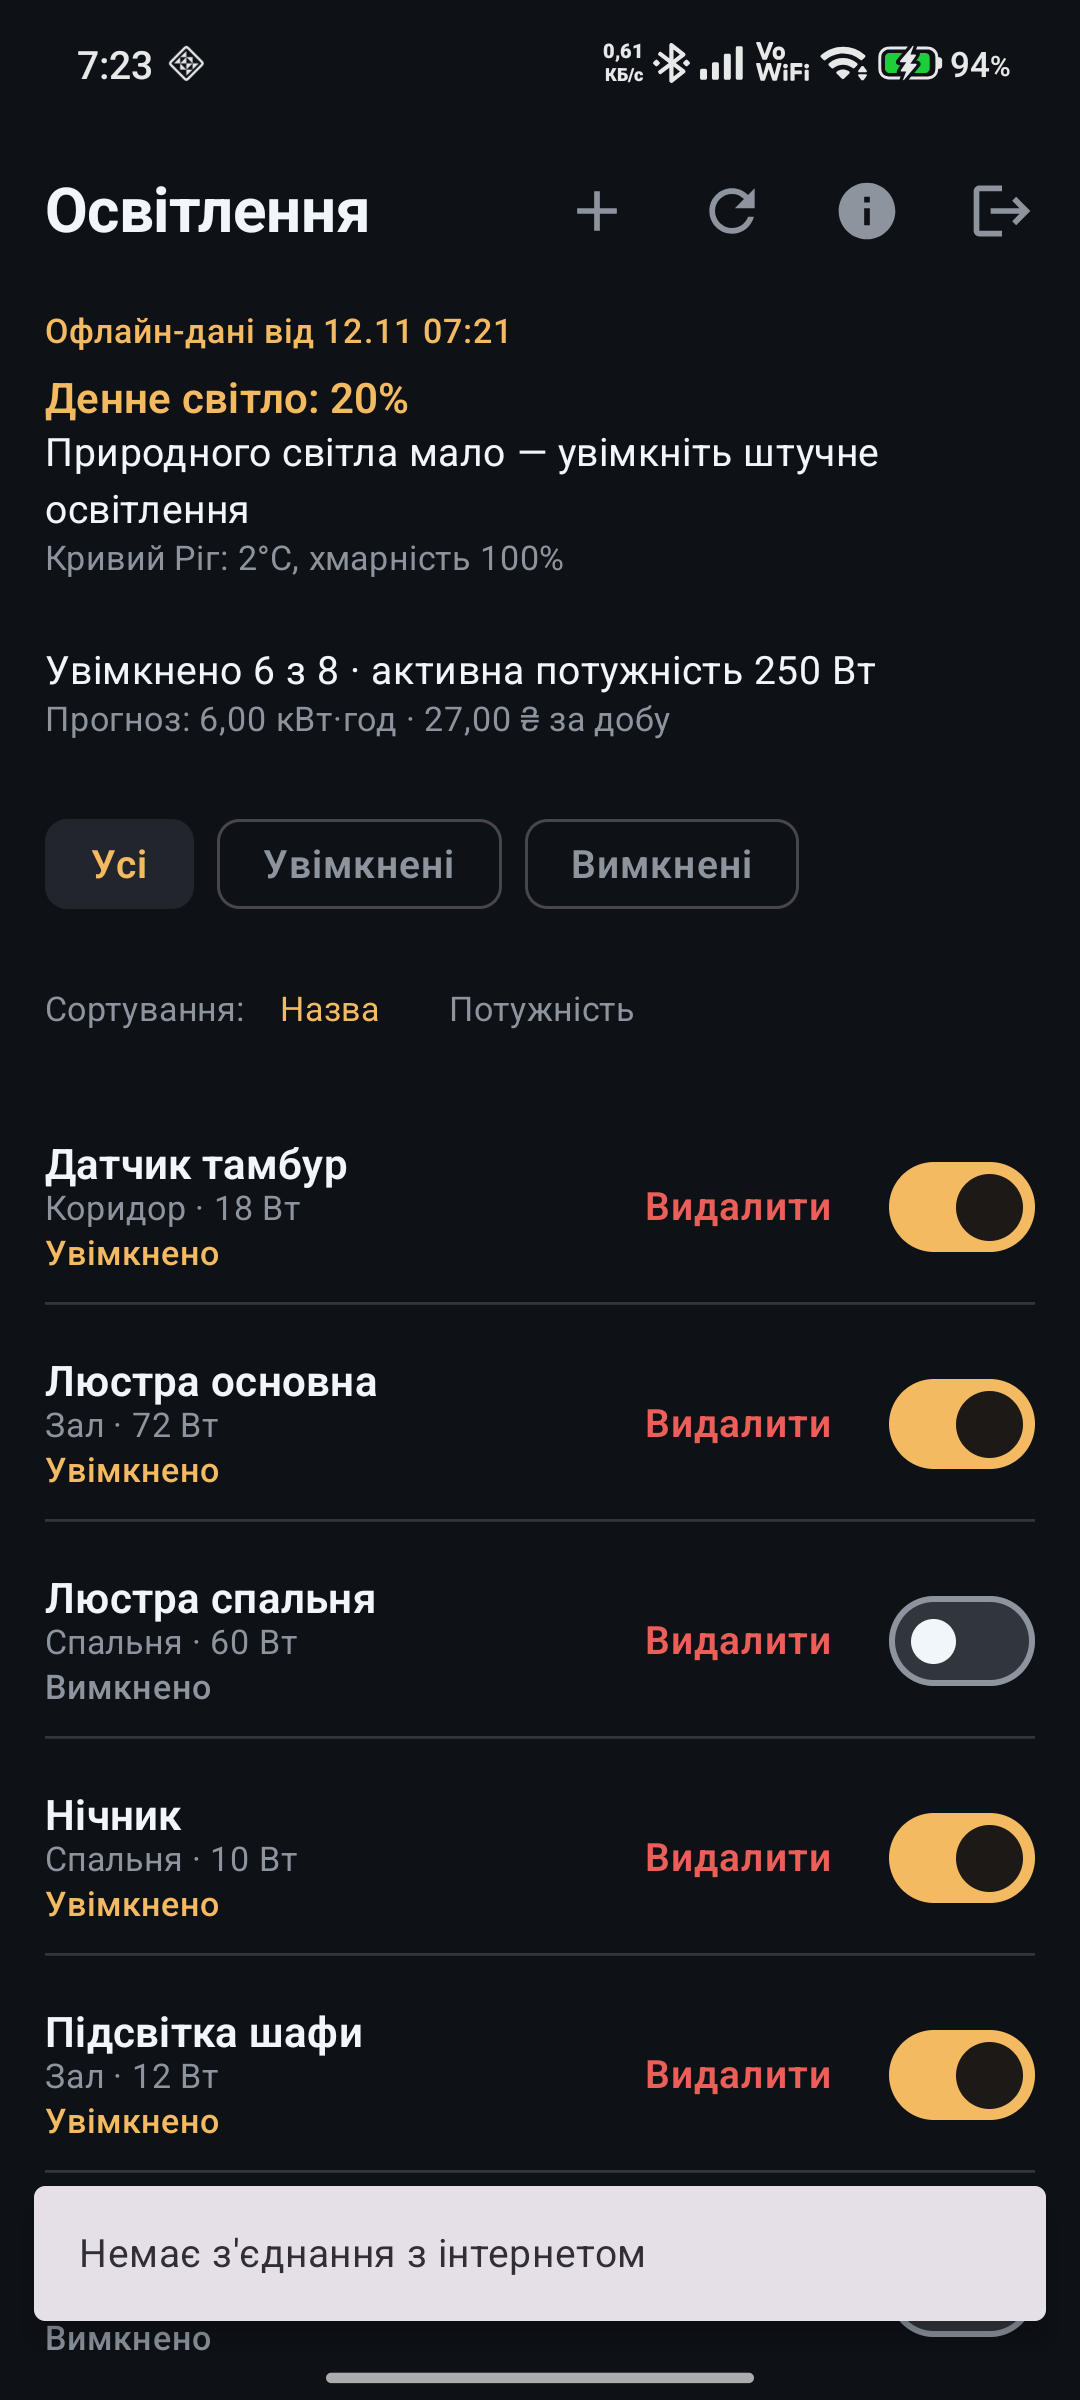 7:23
0,61 КБ/с
Vo WiFi
94%
Освітлення
Офлайн-дані від 12.11 07:21
Денне світло: 20%
Природного світла мало — увімкніть штучне
освітлення
Кривий Ріг: 2°C, хмарність 100%
Увімкнено 6 з 8 · активна потужність 250 Вт
Прогноз: 6,00 кВт·год · 27,00 ₴ за добу
Усі
Увімкнені
Вимкнені
Сортування:
Назва
Потужність
Датчик тамбур
Коридор · 18 Вт
Увімкнено
Видалити
Люстра основна
Зал · 72 Вт
Увімкнено
Видалити
Люстра спальня
Спальня · 60 Вт
Вимкнено
Видалити
Нічник
Спальня · 10 Вт
Увімкнено
Видалити
Підсвітка шафи
Зал · 12 Вт
Увімкнено
Видалити
Немає з'єднання з інтернетом
Вимкнено